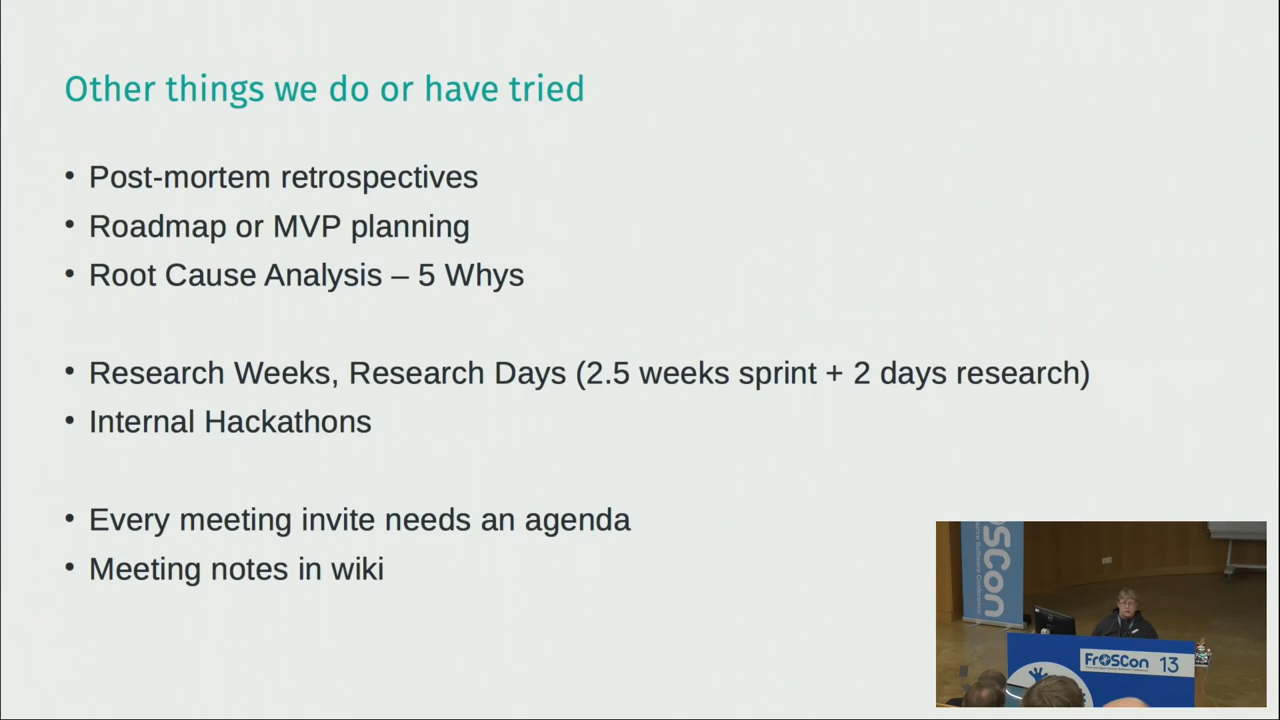 Other things we do or have tried
• Post-mortem retrospectives
• Roadmap or MVP planning
• Root Cause Analysis – 5 Whys
• Research Weeks, Research Days (2.5 weeks sprint + 2 days research)
• Internal Hackathons
• Every meeting invite needs an agenda
• Meeting notes in wiki
FrOSCon 13